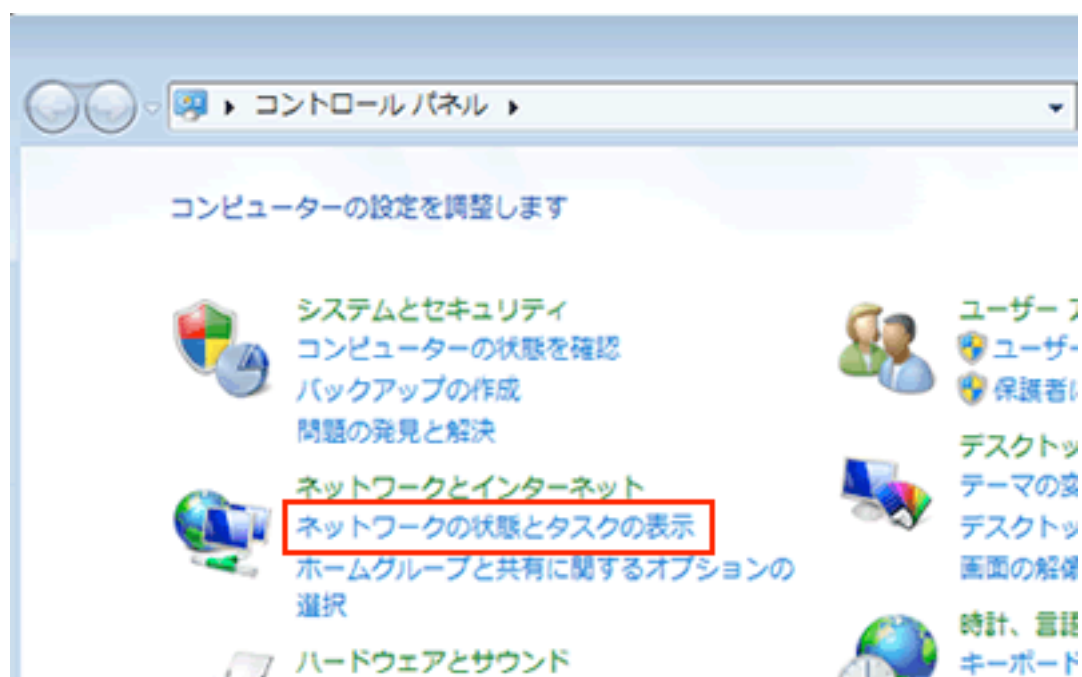 コントロール パネル
コンピューターの設定を調整します
システムとセキュリティ
コンピューターの状態を確認
バックアップの作成
問題の発見と解決
ネットワークとインターネット
ネットワークの状態とタスクの表示
ホームグループと共有に関するオプションの
選択
ハードウェアとサウンド
ユーザー
ユーザー
保護者
デスクトッ
テーマの変
デスクトッ
画面の解像
時計、言語
キーボード